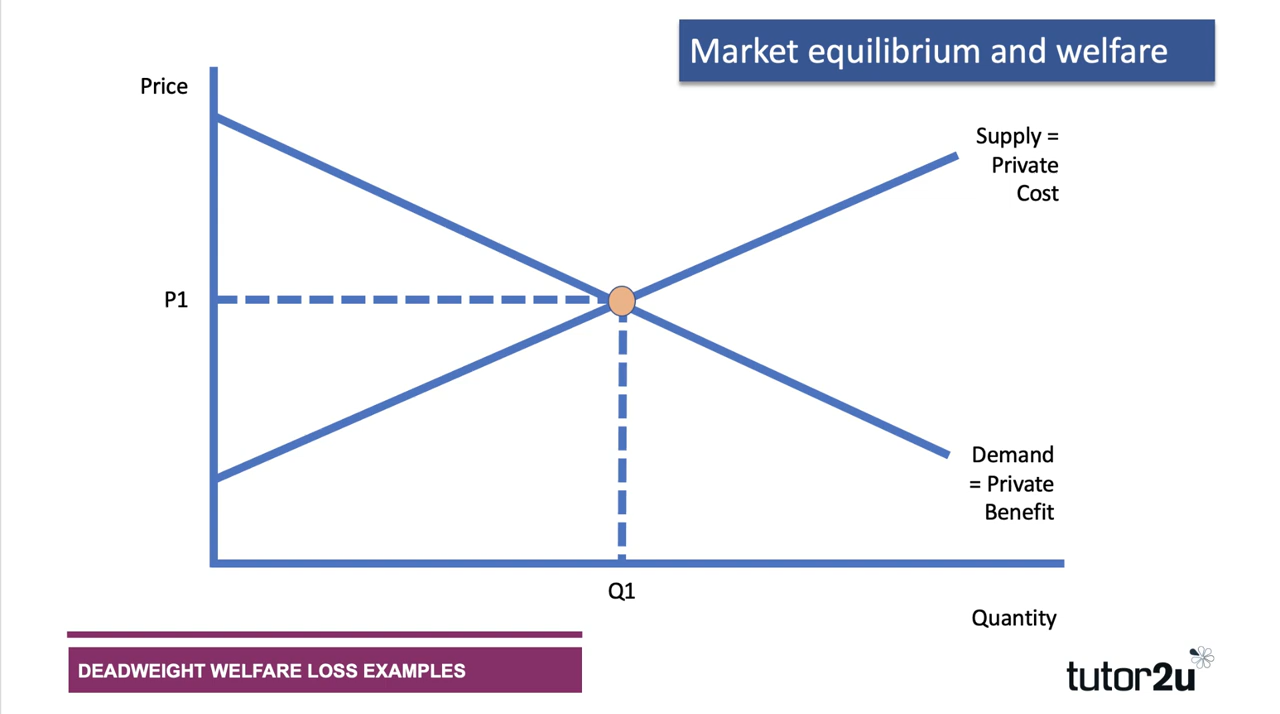 Market equilibrium and welfare
Price
Supply =
Private
Cost
P1
Demand
= Private
Benefit
Q1
Quantity
DEADWEIGHT WELFARE LOSS EXAMPLES
tutor2u